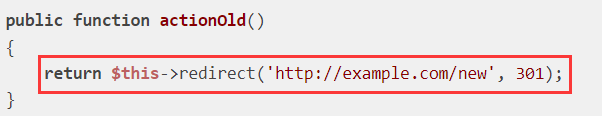 public function actionOld()
{
    return $this->redirect('http://example.com/new', 301);
}